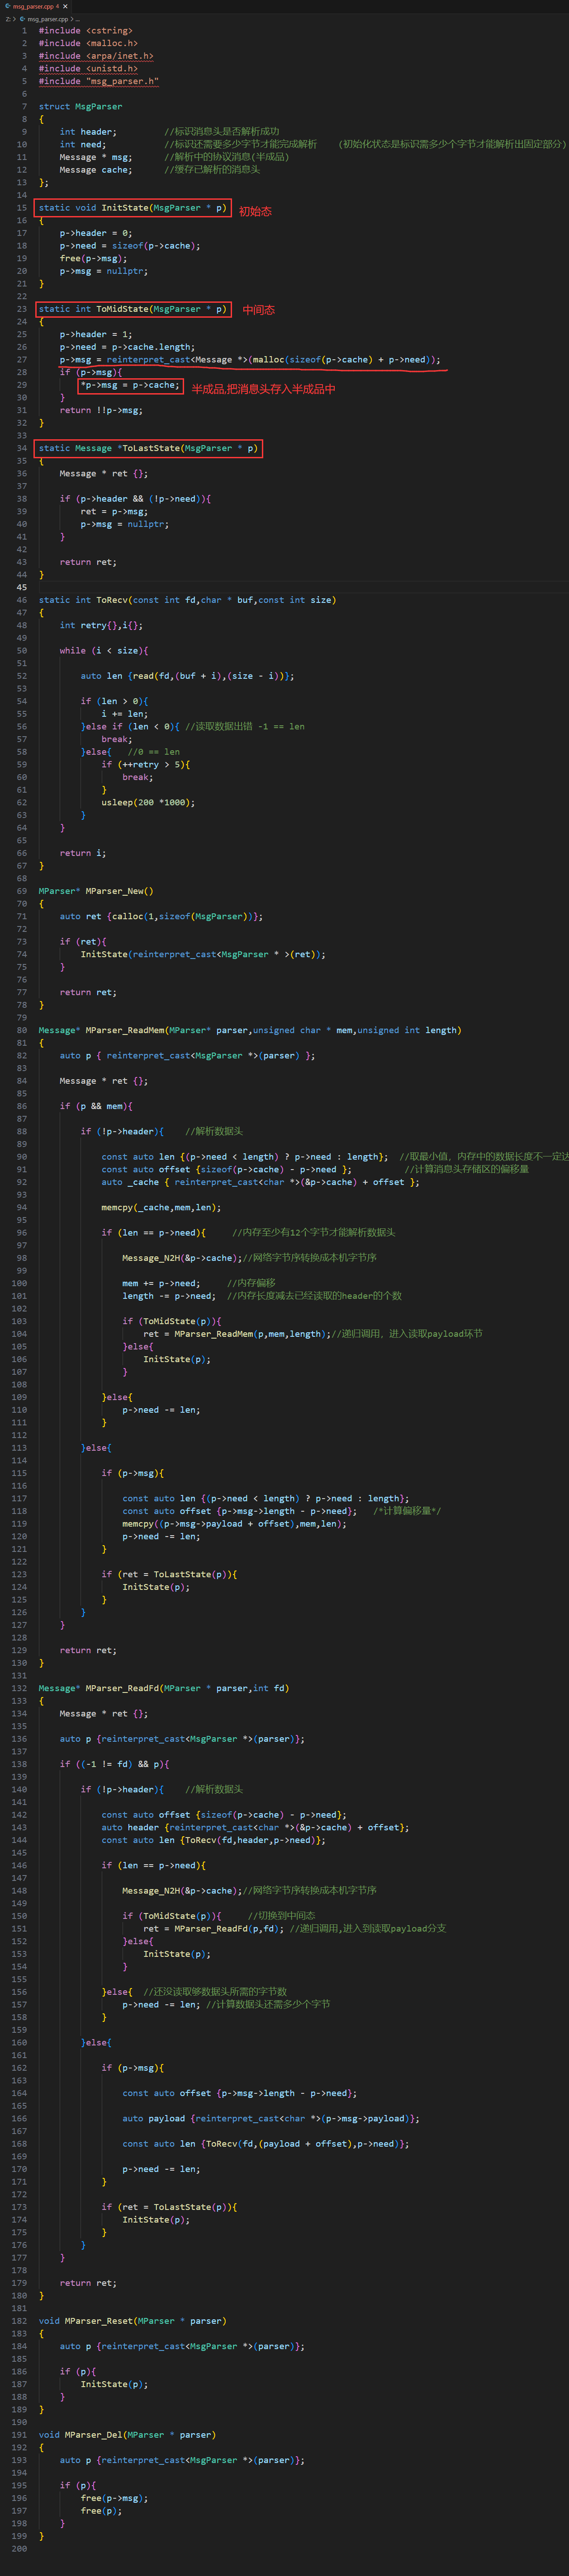 msg_parser.cpp 4 ×
Z: > msg_parser.cpp > ...
1 #include <cstring>
2 #include <malloc.h>
3 #include <arpa/inet.h>
4 #include <unistd.h>
5 #include "msg_parser.h"
6
7 struct MsgParser
8 {
9 int header; //标识消息头是否解析成功
10 int need; //标识还需要多少字节才能完成解析 (初始化状态是标识需多少个字节才能解析出固定部分)
11 Message * msg; //解析中的协议消息(半成品)
12 Message cache; //缓存已解析的消息头
13 };
14
15 static void InitState(MsgParser * p) 初始态
16 {
17 p->header = 0;
18 p->need = sizeof(p->cache);
19 free(p->msg);
20 p->msg = nullptr;
21 }
22
23 static int ToMidState(MsgParser * p) 中间态
24 {
25 p->header = 1;
26 p->need = p->cache.length;
27 p->msg = reinterpret_cast<Message *>(malloc(sizeof(p->cache) + p->need));
28 if (p->msg){
29 *p->msg = p->cache; 半成品,把消息头存入半成品中
30 }
31 return !!p->msg;
32 }
33
34 static Message *ToLastState(MsgParser * p)
35 {
36 Message * ret {};
37
38 if (p->header && (!p->need)){
39 ret = p->msg;
40 p->msg = nullptr;
41 }
42
43 return ret;
44 }
45
46 static int ToRecv(const int fd,char * buf,const int size)
47 {
48 int retry{},i{};
49
50 while (i < size){
51
52 auto len {read(fd,(buf + i),(size - i))};
53
54 if (len > 0){
55 i += len;
56 }else if (len < 0){ //读取数据出错 -1 == len
57 break;
58 }else{ //0 == len
59 if (++retry > 5){
60 break;
61 }
62 usleep(200 *1000);
63 }
64 }
65
66 return i;
67 }
68
69 MParser* MParser_New()
70 {
71 auto ret {calloc(1,sizeof(MsgParser))};
72
73 if (ret){
74 InitState(reinterpret_cast<MsgParser * >(ret));
75 }
76
77 return ret;
78 }
79
80 Message* MParser_ReadMem(MParser* parser,unsigned char * mem,unsigned int length)
81 {
82 auto p { reinterpret_cast<MsgParser *>(parser) };
83
84 Message * ret {};
85
86 if (p && mem){
87
88 if (!p->header){ //解析数据头
89
90 const auto len {(p->need < length) ? p->need : length}; //取最小值, 内存中的数据长度不一定达
91 const auto offset {sizeof(p->cache) - p->need }; //计算消息头存储区的偏移量
92 auto _cache { reinterpret_cast<char *>(&p->cache) + offset };
93
94 memcpy(_cache,mem,len);
95
96 if (len == p->need){ //内存至少有12个字节才能解析数据头
97
98 Message_N2H(&p->cache);//网络字节序转换成本机字节序
99
100 mem += p->need; //内存偏移
101 length -= p->need; //内存长度减去已经读取的header的个数
102
103 if (ToMidState(p)){
104 ret = MParser_ReadMem(p,mem,length);//递归调用, 进入读取payload环节
105 }else{
106 InitState(p);
107 }
108
109 }else{
110 p->need -= len;
111 }
112
113 }else{
114
115 if (p->msg){
116
117 const auto len {(p->need < length) ? p->need : length};
118 const auto offset {p->msg->length - p->need}; /*计算偏移量*/
119 memcpy((p->msg->payload + offset),mem,len);
120 p->need -= len;
121 }
122
123 if (ret = ToLastState(p)){
124 InitState(p);
125 }
126 }
127 }
128
129 return ret;
130 }
131
132 Message* MParser_ReadFd(MParser * parser,int fd)
133 {
134 Message * ret {};
135
136 auto p {reinterpret_cast<MsgParser *>(parser)};
137
138 if ((-1 != fd) && p){
139
140 if (!p->header){ //解析数据头
141
142 const auto offset {sizeof(p->cache) - p->need};
143 auto header {reinterpret_cast<char *>(&p->cache) + offset};
144 const auto len {ToRecv(fd,header,p->need)};
145
146 if (len == p->need){
147
148 Message_N2H(&p->cache);//网络字节序转换成本机字节序
149
150 if (ToMidState(p)){ //切换到中间态
151 ret = MParser_ReadFd(p,fd); //递归调用,进入到读取payload分支
152 }else{
153 InitState(p);
154 }
155
156 }else{ //还没读取够数据头所需的字节数
157 p->need -= len; //计算数据头还需多少个字节
158 }
159
160 }else{
161
162 if (p->msg){
163
164 const auto offset {p->msg->length - p->need};
165
166 auto payload {reinterpret_cast<char *>(p->msg->payload)};
167
168 const auto len {ToRecv(fd,(payload + offset),p->need)};
169
170 p->need -= len;
171 }
172
173 if (ret = ToLastState(p)){
174 InitState(p);
175 }
176 }
177 }
178
179 return ret;
180 }
181
182 void MParser_Reset(MParser * parser)
183 {
184 auto p {reinterpret_cast<MsgParser *>(parser)};
185
186 if (p){
187 InitState(p);
188 }
189 }
190
191 void MParser_Del(MParser * parser)
192 {
193 auto p {reinterpret_cast<MsgParser *>(parser)};
194
195 if (p){
196 free(p->msg);
197 free(p);
198 }
199 }
200